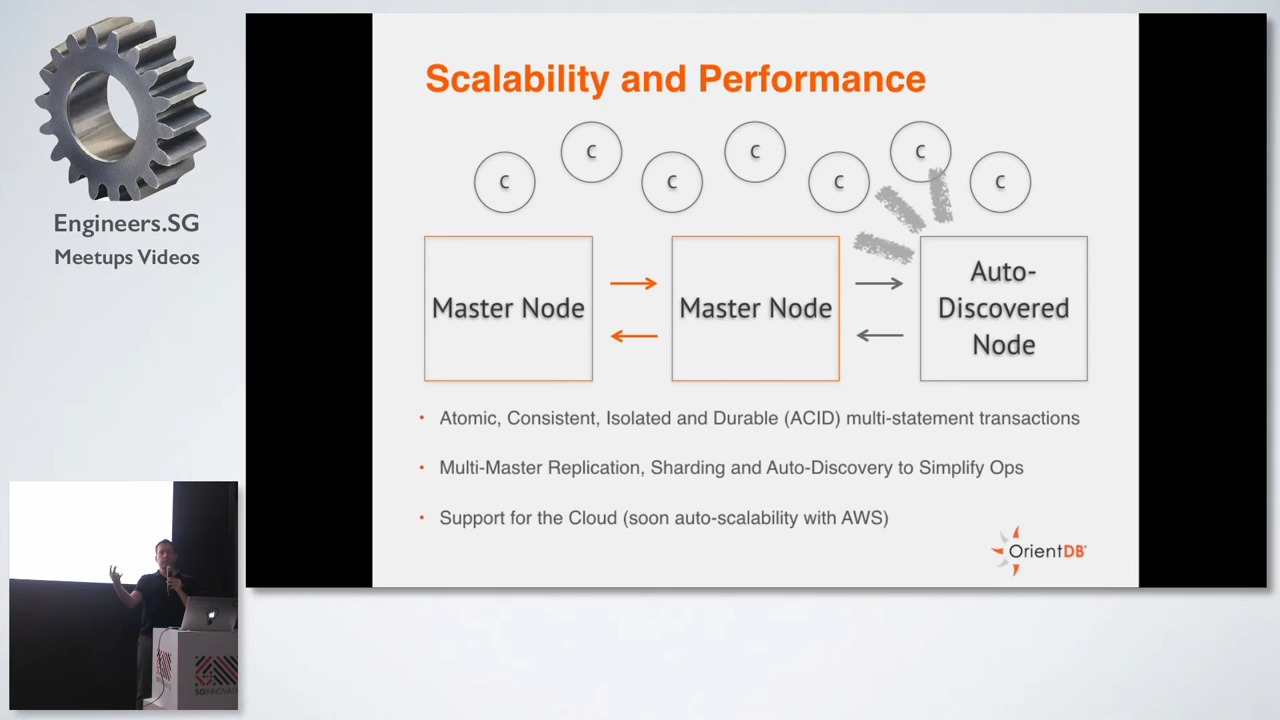 Engineers.SG
Meetups Videos
Scalability and Performance
C
C
C
C
C
C
C
Master Node
Master Node
Auto-
Discovered
Node
• Atomic, Consistent, Isolated and Durable (ACID) multi-statement transactions
• Multi-Master Replication, Sharding and Auto-Discovery to Simplify Ops
• Support for the Cloud (soon auto-scalability with AWS)
OrientDB
SGINNOVATE